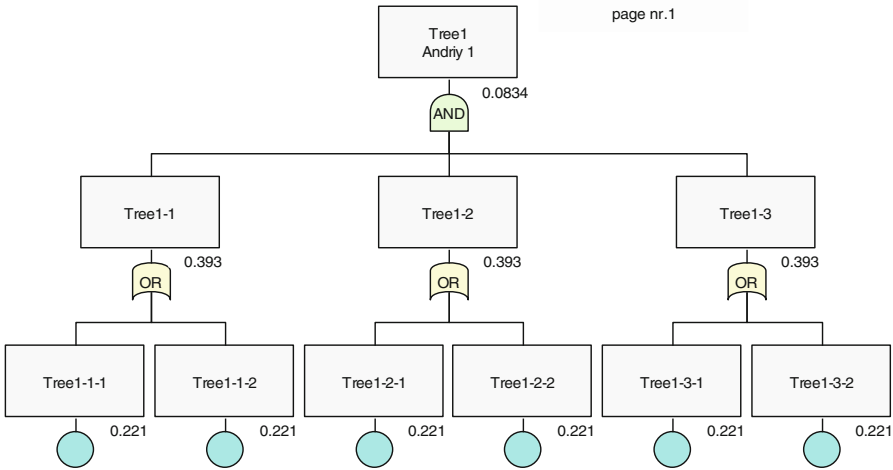 page nr.1
Tree1
Andriy 1
0.0834
AND
Tree1-1
Tree1-2
Tree1-3
0.393
0.393
0.393
OR
OR
OR
Tree1-1-1
Tree1-1-2
Tree1-2-1
Tree1-2-2
Tree1-3-1
Tree1-3-2
0.221
0.221
0.221
0.221
0.221
0.221